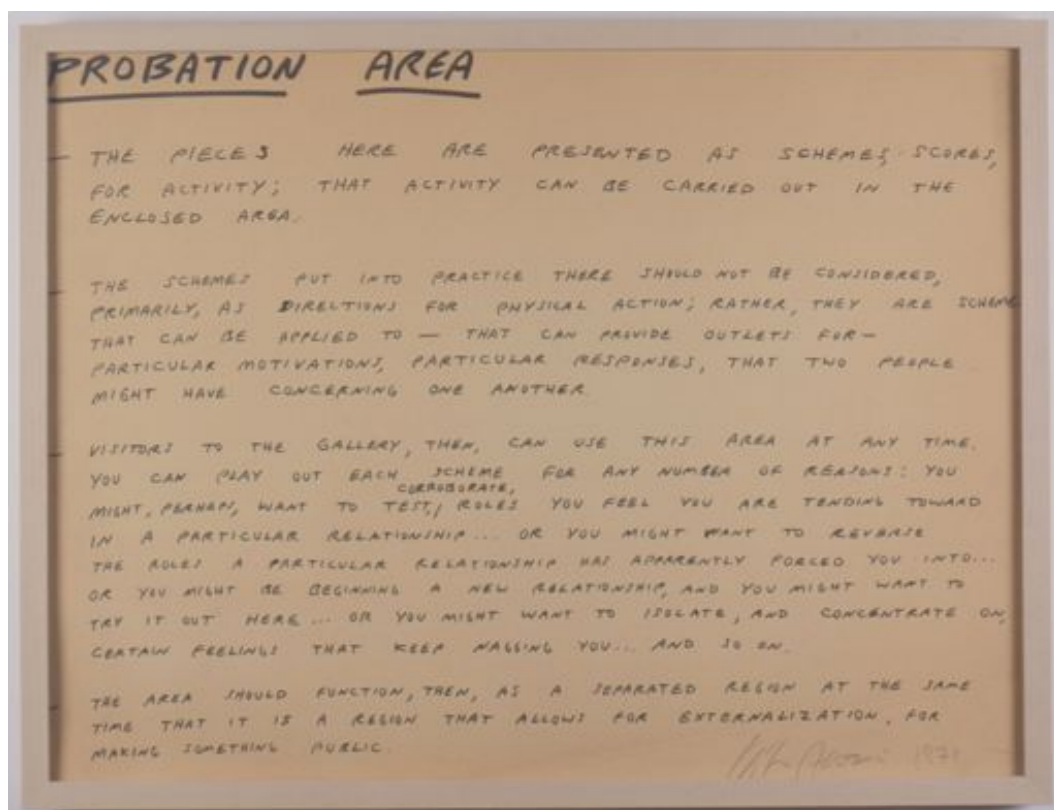 PROBATION AREA
— THE PIECES HERE ARE PRESENTED AS SCHEMES, SCORES,
FOR ACTIVITY; THAT ACTIVITY CAN BE CARRIED OUT IN THE
ENCLOSED AREA.
— THE SCHEMES PUT INTO PRACTICE THERE SHOULD NOT BE CONSIDERED,
PRIMARILY, AS DIRECTIONS FOR PHYSICAL ACTION; RATHER, THEY ARE SCHEME
THAT CAN BE APPLIED TO — THAT CAN PROVIDE OUTLETS FOR —
PARTICULAR MOTIVATIONS, PARTICULAR RESPONSES, THAT TWO PEOPLE
MIGHT HAVE CONCERNING ONE ANOTHER.
— VISITORS TO THE GALLERY, THEN, CAN USE THIS AREA AT ANY TIME.
YOU CAN PLAY OUT EACH SCHEME FOR ANY NUMBER OF REASONS: YOU
CORROBORATE,
MIGHT, PERHAPS, WANT TO TEST, / ROLES YOU FEEL YOU ARE TENDING TOWARD
IN A PARTICULAR RELATIONSHIP... OR YOU MIGHT WANT TO REVERSE
THE ROLES A PARTICULAR RELATIONSHIP HAS APPARENTLY FORCED YOU INTO...
OR YOU MIGHT BE BEGINNING A NEW RELATIONSHIP, AND YOU MIGHT WANT TO
TRY IT OUT HERE... OR YOU MIGHT WANT TO ISOLATE, AND CONCENTRATE ON,
CERTAIN FEELINGS THAT KEEP NAGGING YOU... AND SO ON.
— THE AREA SHOULD FUNCTION, THEN, AS A SEPARATED REGION AT THE SAME
TIME THAT IT IS A REGION THAT ALLOWS FOR EXTERNALIZATION, FOR
MAKING SOMETHING PUBLIC.